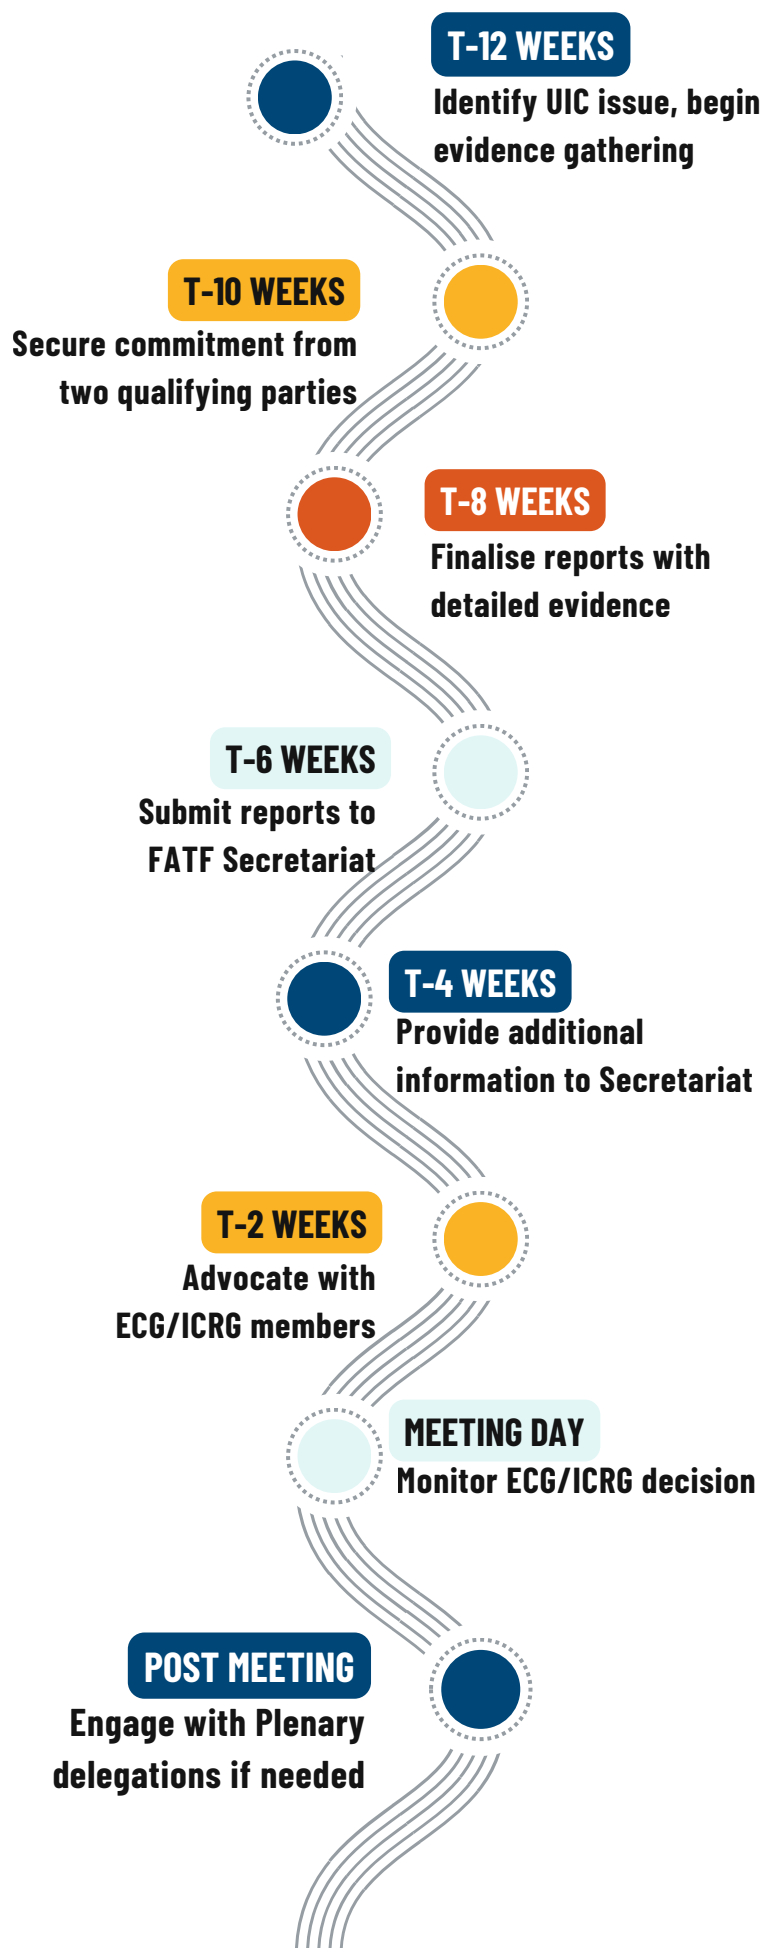 T-12 WEEKS
Identify UIC issue, begin
evidence gathering
T-10 WEEKS
Secure commitment from
two qualifying parties
T-8 WEEKS
Finalise reports with
detailed evidence
T-6 WEEKS
Submit reports to
FATF Secretariat
T-4 WEEKS
Provide additional
information to Secretariat
T-2 WEEKS
Advocate with
ECG/ICRG members
MEETING DAY
Monitor ECG/ICRG decision
POST MEETING
Engage with Plenary
delegations if needed